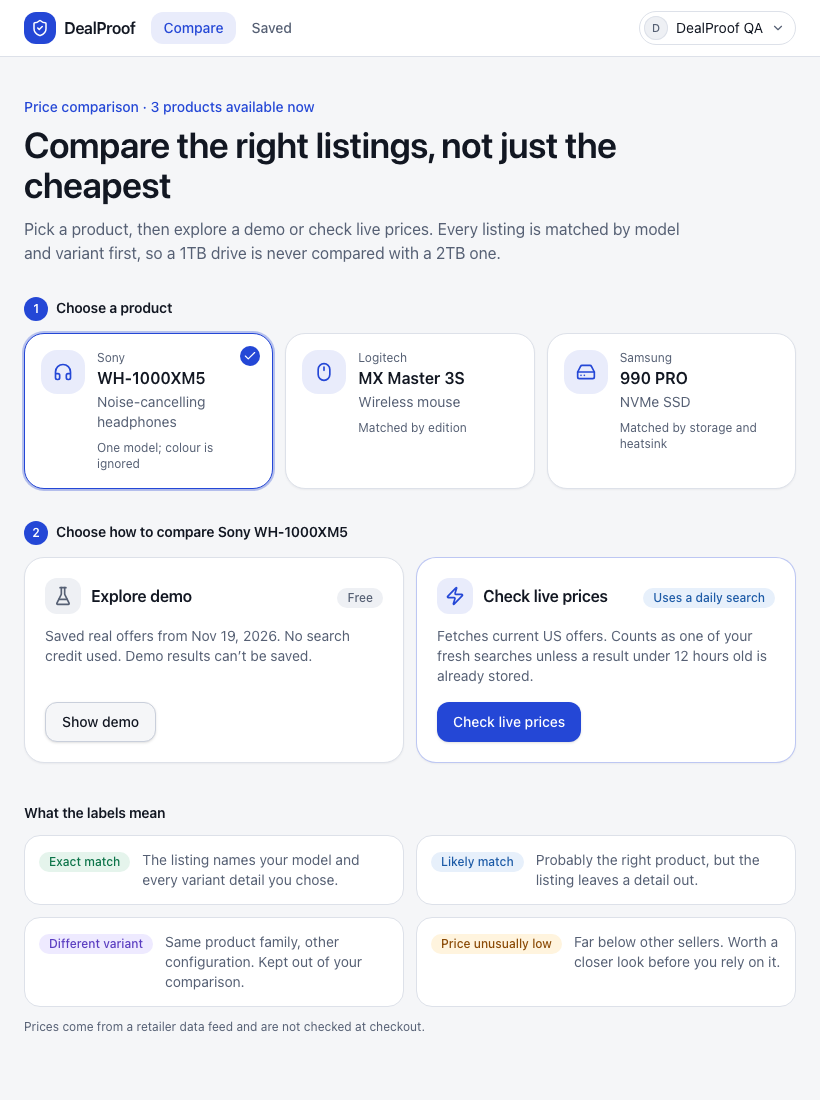 DealProof
Compare
Saved
D
DealProof QA
Price comparison · 3 products available now
Compare the right listings, not just the
cheapest
Pick a product, then explore a demo or check live prices. Every listing is matched by model
and variant first, so a 1TB drive is never compared with a 2TB one.
1
Choose a product
Sony
WH-1000XM5
Noise-cancelling
headphones
One model; colour is
ignored
Logitech
MX Master 3S
Wireless mouse
Matched by edition
Samsung
990 PRO
NVMe SSD
Matched by storage and
heatsink
2
Choose how to compare Sony WH-1000XM5
Explore demo
Free
Saved real offers from Nov 19, 2026. No search
credit used. Demo results can’t be saved.
Show demo
Check live prices
Uses a daily search
Fetches current US offers. Counts as one of your
fresh searches unless a result under 12 hours old is
already stored.
Check live prices
What the labels mean
Exact match
The listing names your model and
every variant detail you chose.
Likely match
Probably the right product, but the
listing leaves a detail out.
Different variant
Same product family, other
configuration. Kept out of your
comparison.
Price unusually low
Far below other sellers. Worth a
closer look before you rely on it.
Prices come from a retailer data feed and are not checked at checkout.